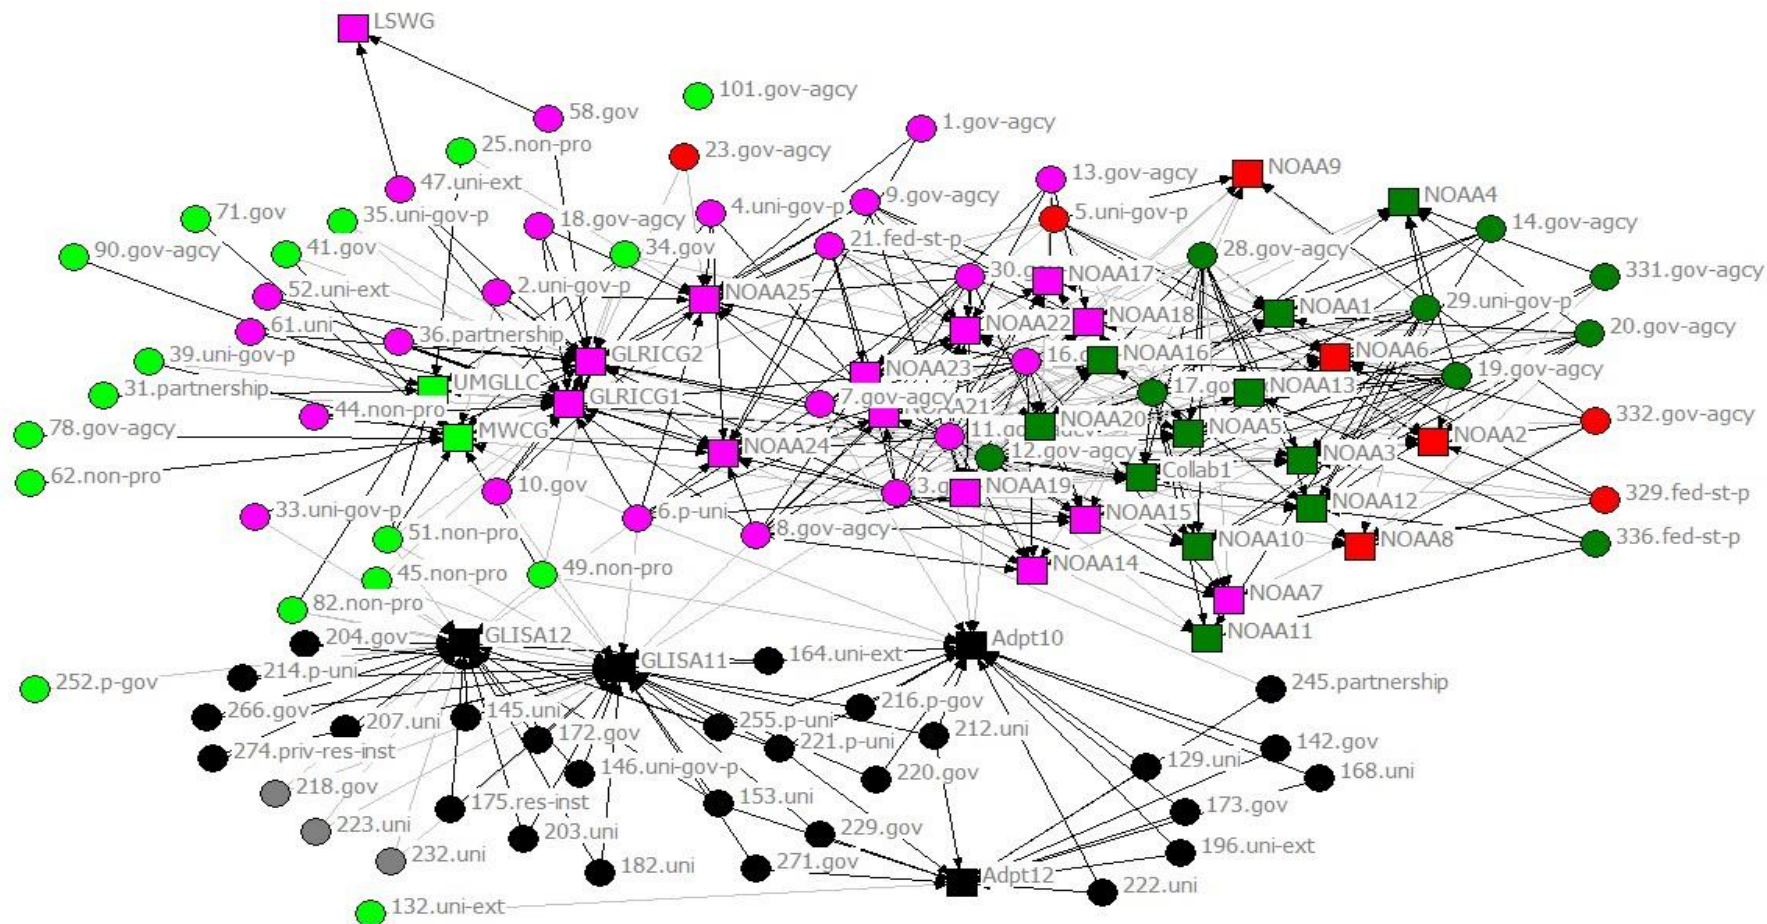 LSWG
101.gov-agcy
58.gov
1.gov-agcy
25.non-pro
23.gov-agcy
NOAA9
13.gov-agcy
47.uni-ext
NOAA4
9.gov-agcy
4.uni-gov-p
5.uni-gov-p
71.gov
35.uni-gov-p
18.gov-agcy
14.gov-agcy
21.fed-st-p
41.gov
34.gov
28.gov-agcy
90.gov-agcy
331.gov-agcy
NOAA17
2.uni-gov-p
52.uni-ext
NOAA25
29.uni-gov-p
NOAA1
NOAA18
61.uni
NOAA22
20.gov-agcy
36.partnership
NOAA6
39.uni-gov-p
GLRICG2
NOAA16
NOAA23
19.gov-agcy
31.partnership
UMGLLC
NOAA13
GLRICG1
7.gov-agcy
NOAA21
44.non-pro
332.gov-agcy
NOAA20
NOAA5
78.gov-agcy
MWCG
NOAA2
12.gov-agcy
NOAA24
NOAA3
62.non-pro
Collab1
10.gov
NOAA19
329.fed-st-p
NOAA12
33.uni-gov-p
6.p-uni
8.gov-agcy
NOAA15
51.non-pro
NOAA10
NOAA8
336.fed-st-p
45.non-pro
49.non-pro
NOAA14
82.non-pro
NOAA7
204.gov
GLISA12
Adpt10
NOAA11
214.p-uni
GLISA11
164.uni-ext
252.p-gov
245.partnership
266.gov
207.uni
145.uni
216.p-gov
255.p-uni
212.uni
172.gov
221.p-uni
142.gov
274.priv-res-inst
146.uni-gov-p
220.gov
129.uni
168.uni
218.gov
175.res-inst
153.uni
173.gov
223.uni
203.uni
229.gov
232.uni
182.uni
271.gov
196.uni-ext
Adpt12
222.uni
132.uni-ext